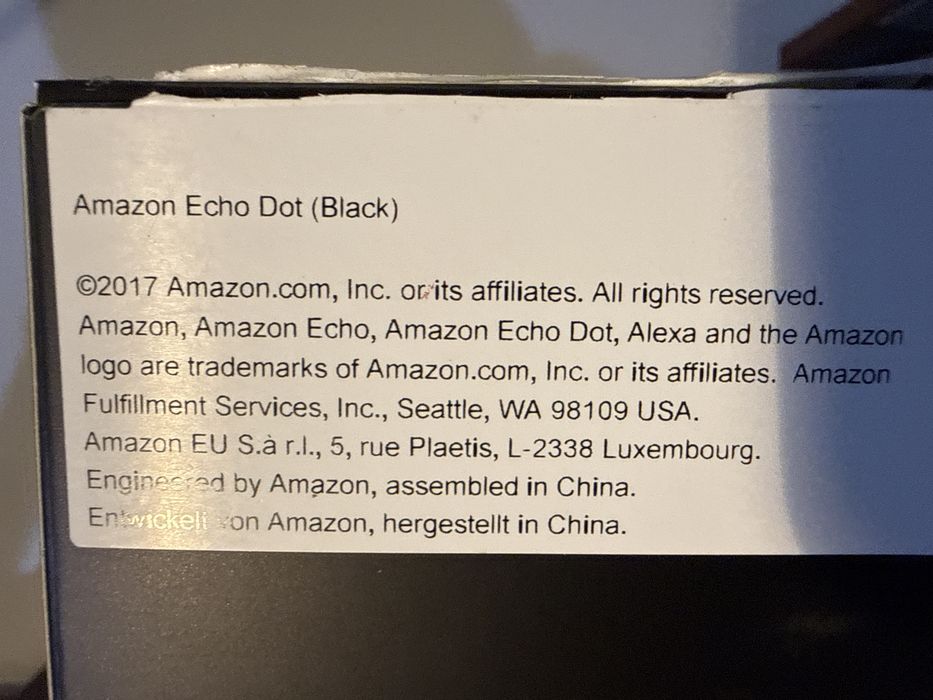 Amazon Echo Dot (Black)
©2017 Amazon.com, Inc. or its affiliates. All rights reserved.
Amazon, Amazon Echo, Amazon Echo Dot, Alexa and the Amazon
logo are trademarks of Amazon.com, Inc. or its affiliates. Amazon
Fulfillment Services, Inc., Seattle, WA 98109 USA.
Amazon EU S.à r.l., 5, rue Plaetis, L-2338 Luxembourg.
Engineered by Amazon, assembled in China.
Entwickelt von Amazon, hergestellt in China.